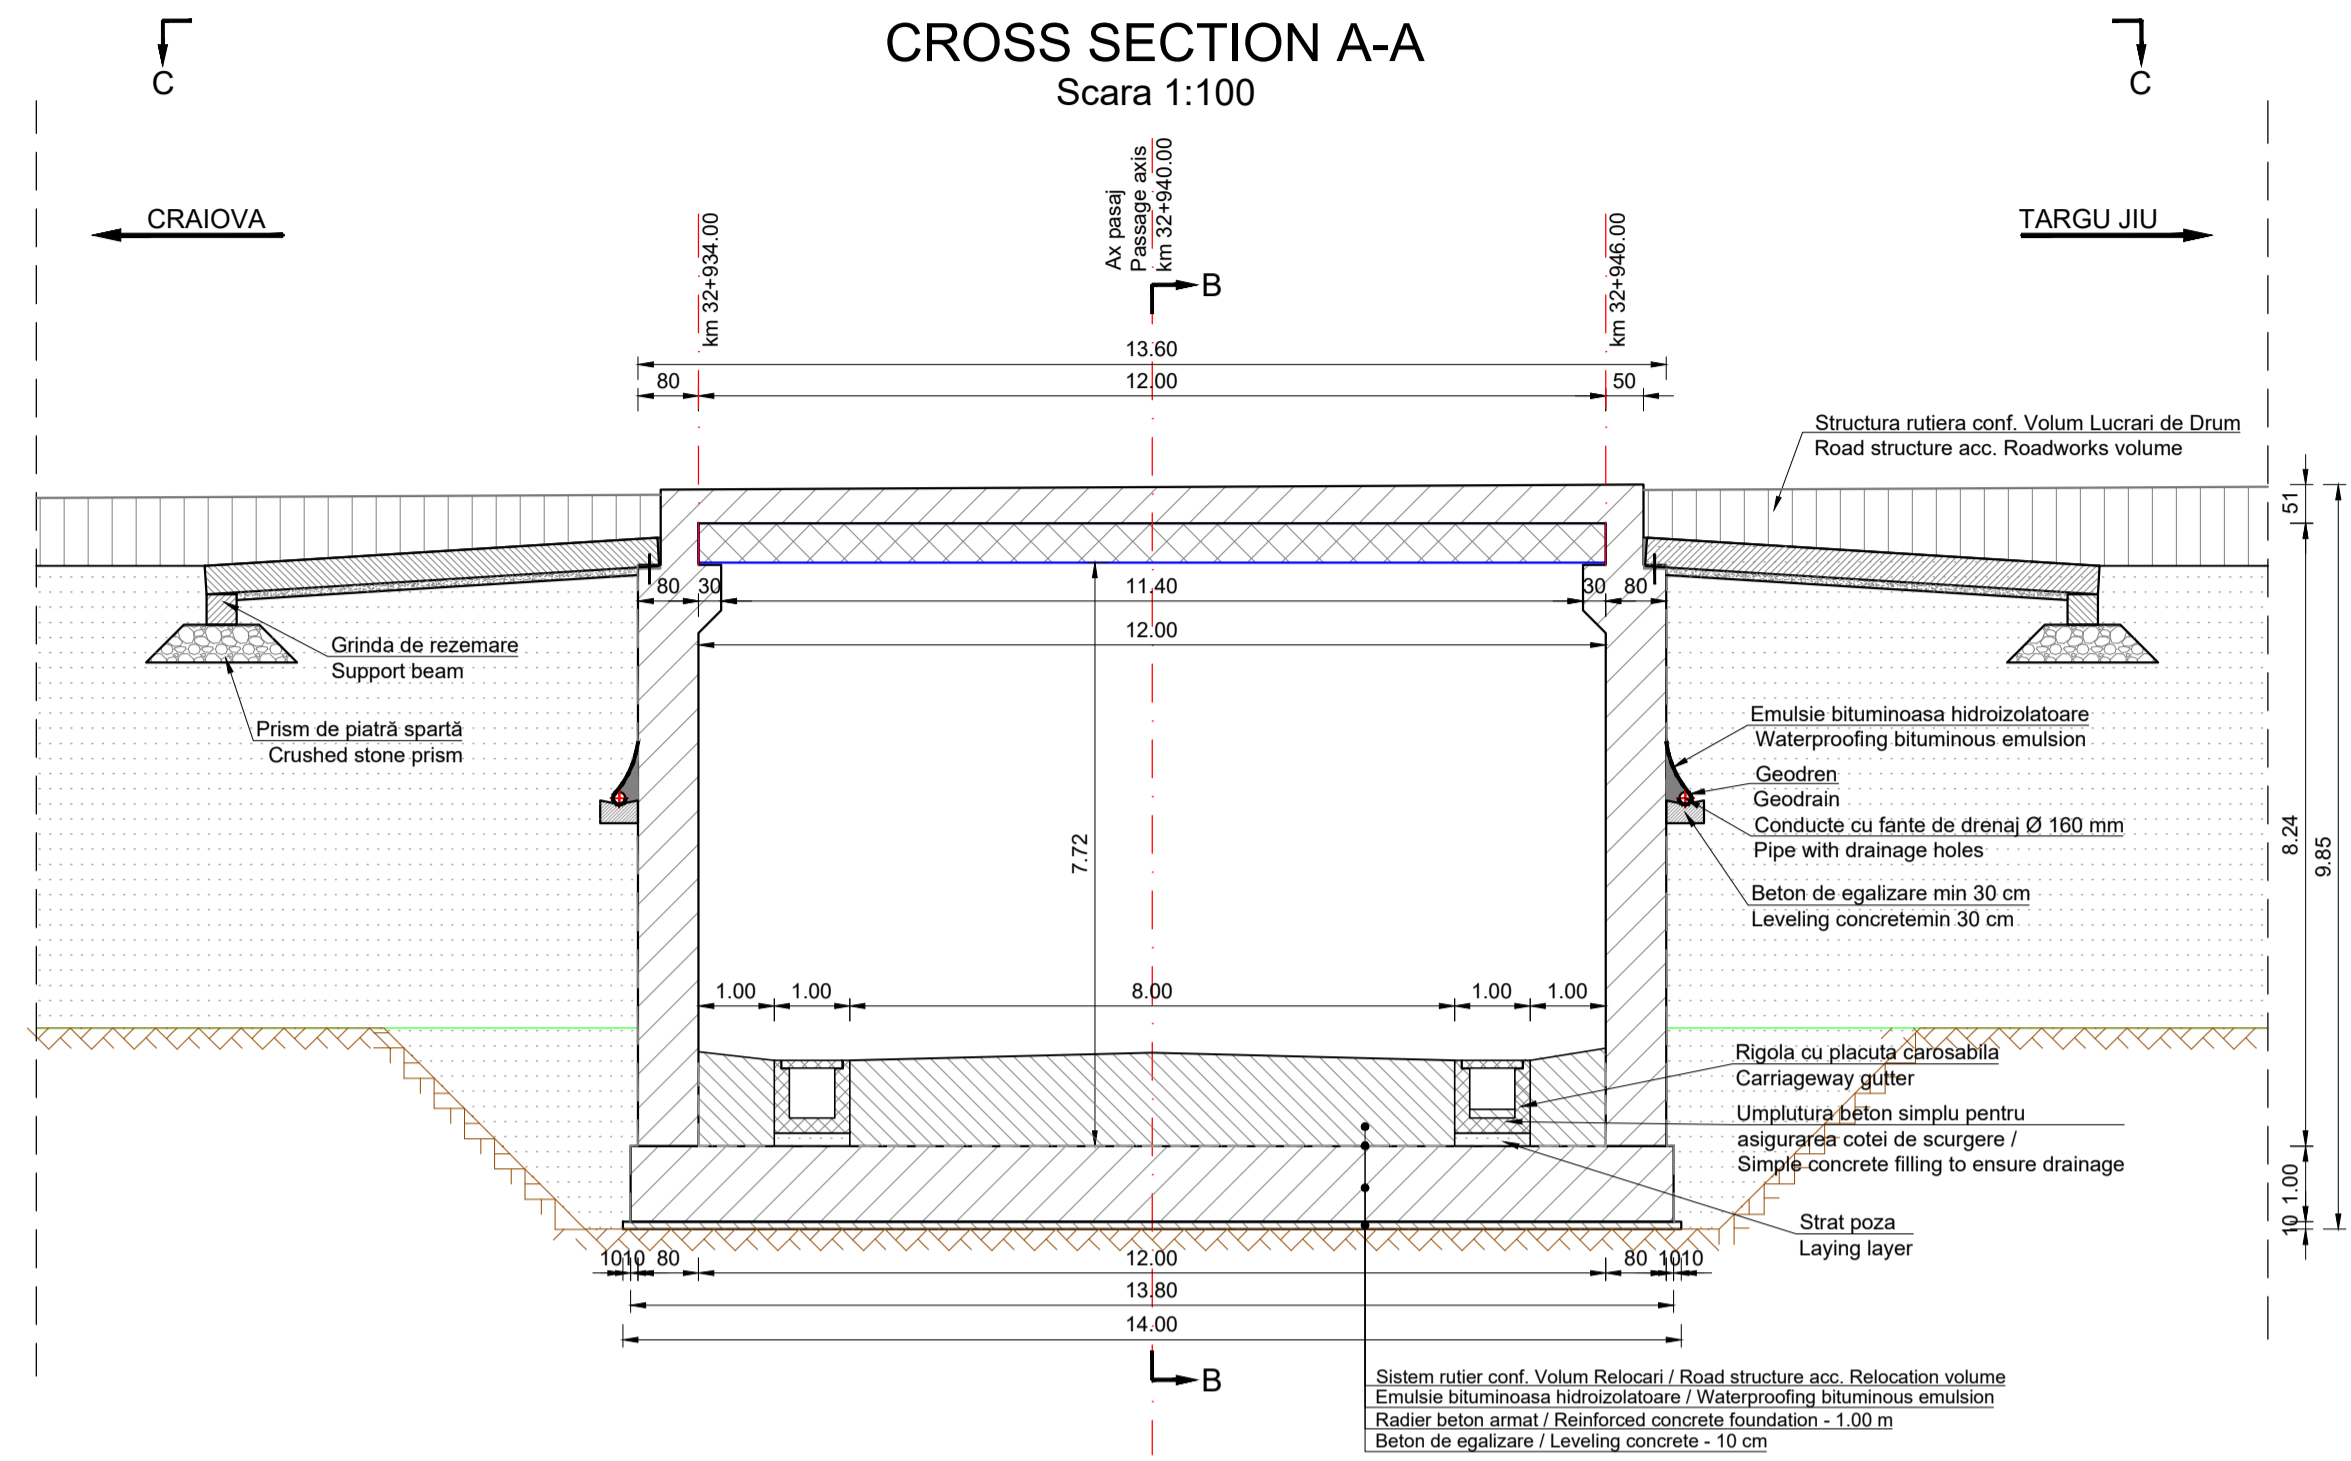 CROSS SECTION A-A
Scara 1:100
C
C
CRAIOVA
TARGU JIU
km 32+934.00
Ax pasaj
Passage axis
km 32+940.00
km 32+946.00
B
13.60
80
12.00
50
Structura rutiera conf. Volum Lucrari de Drum
Road structure acc. Roadworks volume
51
80
30
11.40
30
80
12.00
Grinda de rezemare
Support beam
Prism de piatră spartă
Crushed stone prism
Emulsie bituminoasa hidroizolatoare
Waterproofing bituminous emulsion
Geodren
Geodrain
Conducte cu fante de drenaj Ø 160 mm
Pipe with drainage holes
Beton de egalizare min 30 cm
Leveling concretemin 30 cm
7.72
8.24
9.85
1.00
1.00
8.00
1.00
1.00
Rigola cu placuta carosabila
Carriageway gutter
Umplutura beton simplu pentru
asigurarea cotei de scurgere /
Simple concrete filling to ensure drainage
Strat poza
Laying layer
1.00
10
10
10
80
12.00
80
10
10
13.80
14.00
B
Sistem rutier conf. Volum Relocari / Road structure acc. Relocation volume
Emulsie bituminoasa hidroizolatoare / Waterproofing bituminous emulsion
Radier beton armat / Reinforced concrete foundation - 1.00 m
Beton de egalizare / Leveling concrete - 10 cm